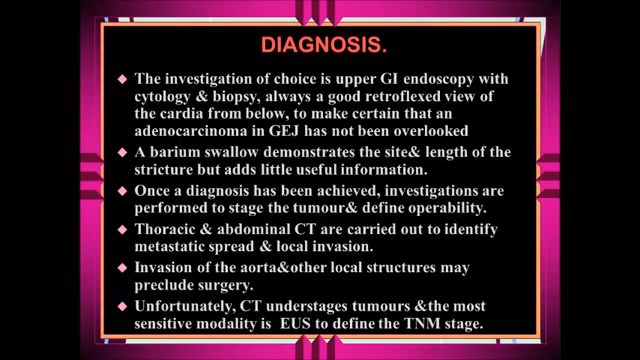 DIAGNOSIS.
The investigation of choice is upper GI endoscopy with
cytology & biopsy, always a good retroflexed view of
the cardia from below, to make certain that an
adenocarcinoma in GEJ has not been overlooked
A barium swallow demonstrates the site& length of the
stricture but adds little useful information.
Once a diagnosis has been achieved, investigations are
performed to stage the tumour& define operability.
Thoracic & abdominal CT are carried out to identify
metastatic spread & local invasion.
Invasion of the aorta&other local structures may
preclude surgery.
Unfortunately, CT understages tumours &the most
sensitive modality is EUS to define the TNM stage.